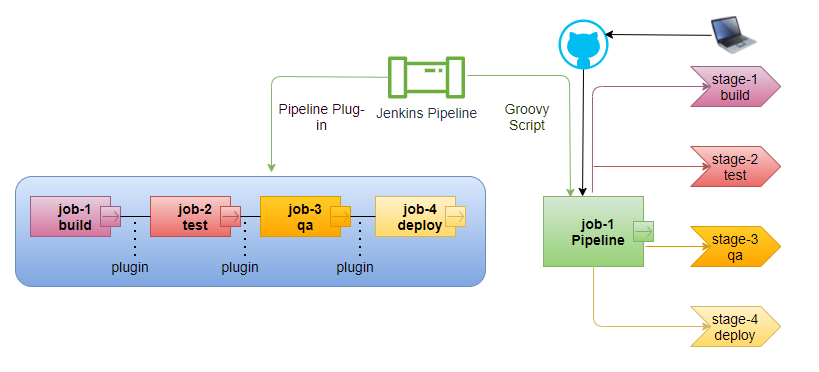 Pipeline Plug-
in
Jenkins Pipeline
Groovy
Script
job-1
build
job-2
test
job-3
qa
job-4
deploy
plugin
plugin
plugin
job-1
Pipeline
stage-1
build
stage-2
test
stage-3
qa
stage-4
deploy